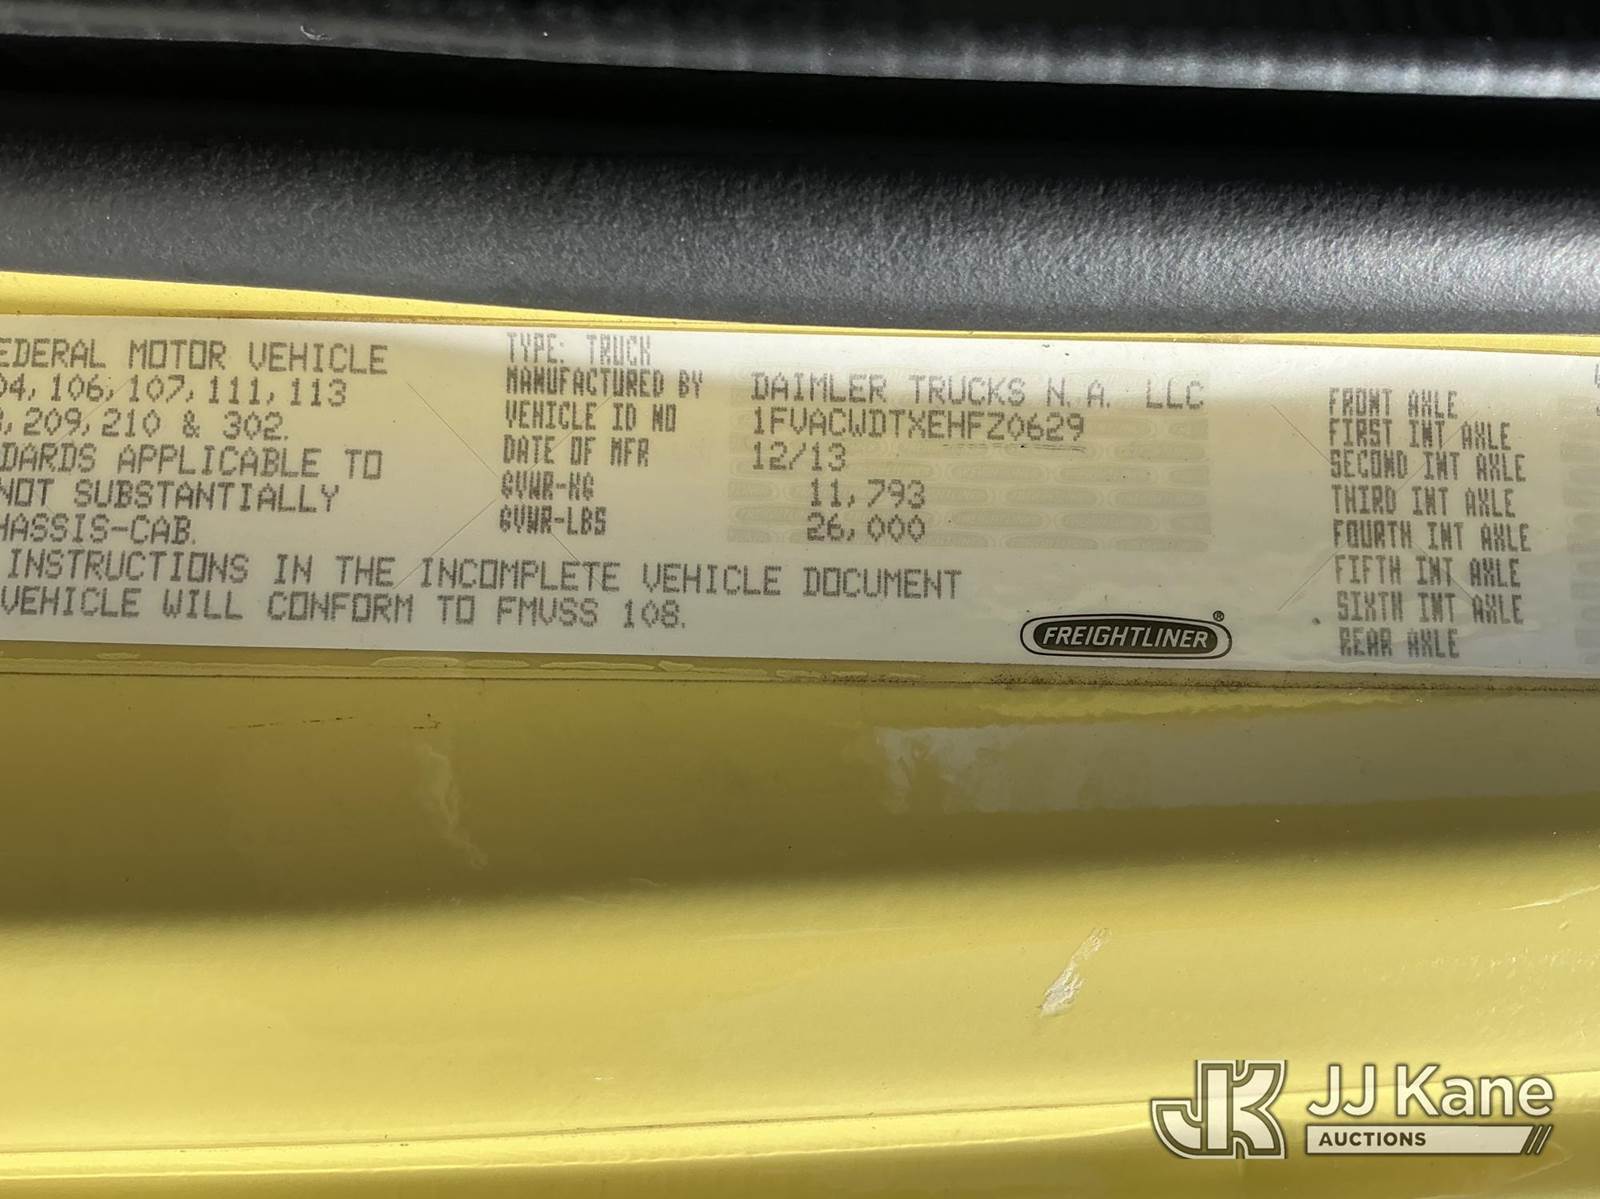 EDERAL MOTOR VEHICLE
04, 106, 107, 111, 113
, 209, 210 & 302.
DARDS APPLICABLE TO
NOT SUBSTANTIALLY
HASSIS-CAB.
INSTRUCTIONS IN THE INCOMPLETE VEHICLE DOCUMENT
VEHICLE WILL CONFORM TO FMVSS 108.
TYPE: TRUCK
MANUFACTURED BY DAIMLER TRUCKS N. A. LLC
VEHICLE ID NO 1FVACWDTXEHFZ0629
DATE OF MFR 12/13
GVWR-KG 11,793
GVWR-LBS 26,000
FREIGHTLINER®
FRONT AXLE
FIRST INT AXLE
SECOND INT AXLE
THIRD INT AXLE
FOURTH INT AXLE
FIFTH INT AXLE
SIXTH INT AXLE
REAR AXLE
JK JJ Kane
AUCTIONS